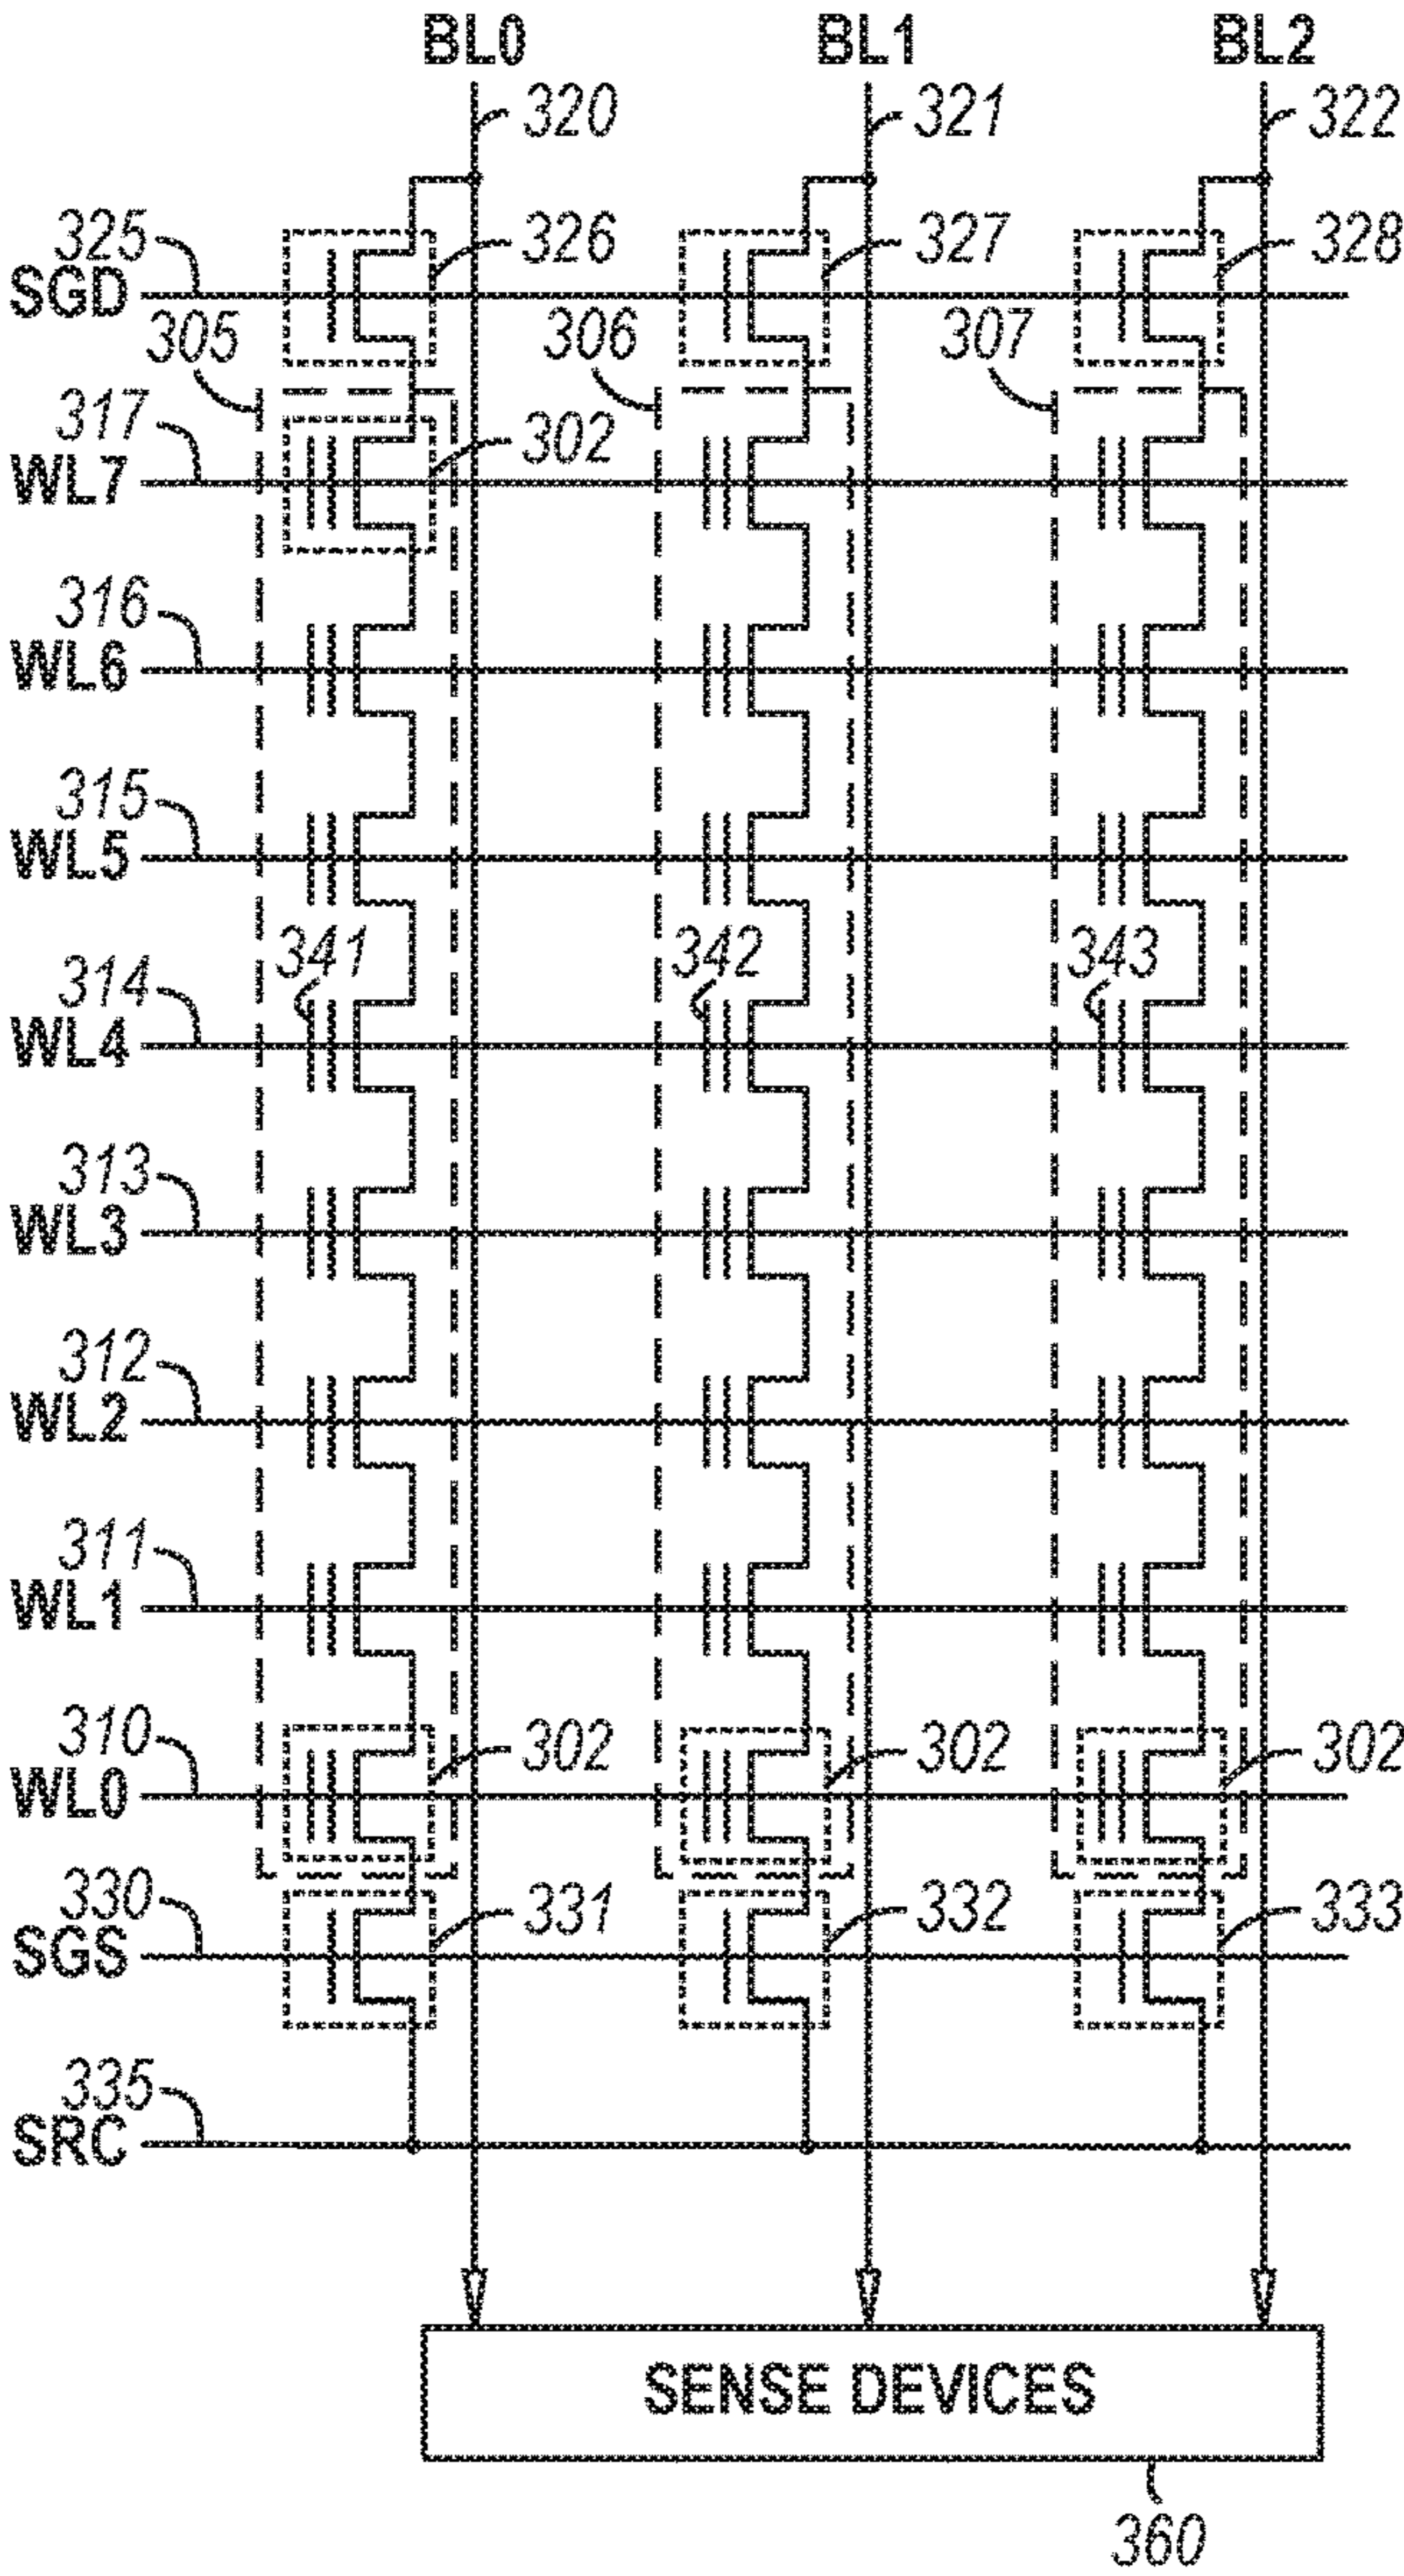 BL0 BL1 BL2
320 321 322
325 326 327 328
SGD
305 306 307
317 302
WL7
316
WL6
315
WL5
341 342 343
314
WL4
313
WL3
312
WL2
311
WL1
310 302 302 302
WL0
330 331 332 333
SGS
335
SRC
SENSE DEVICES
360